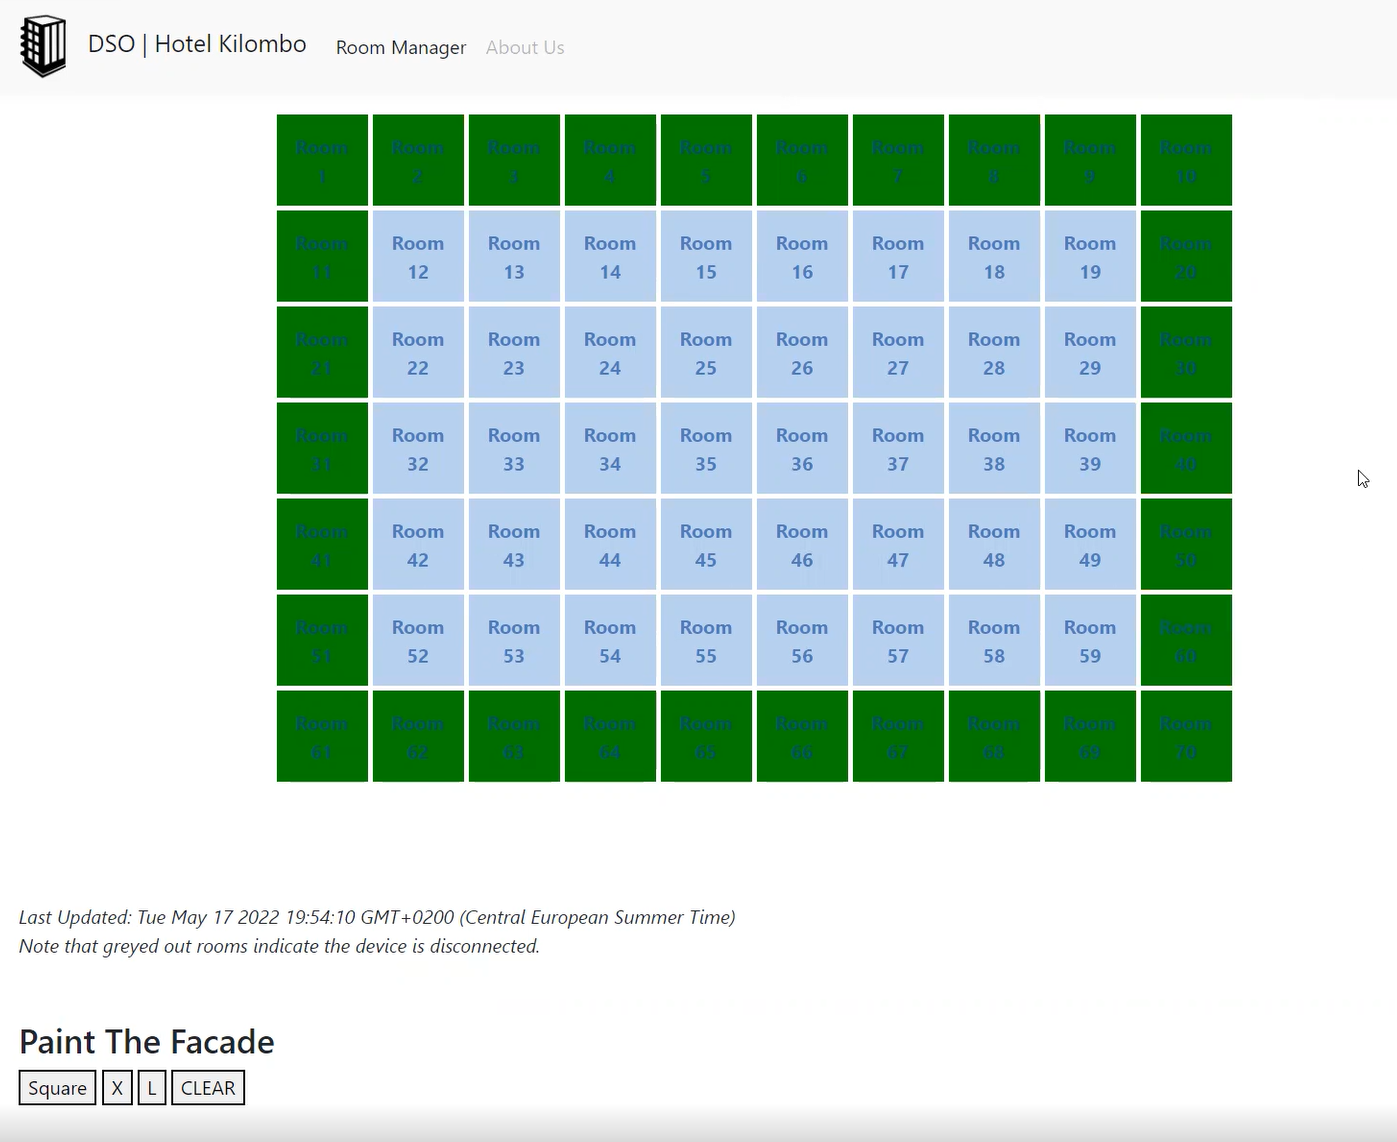 DSO | Hotel Kilombo Room Manager About Us
Room Room Room Room Room Room Room Room Room Room
1 2 3 4 5 6 7 8 9 10
Room Room Room Room Room Room Room Room Room Room
11 12 13 14 15 16 17 18 19 20
Room Room Room Room Room Room Room Room Room Room
21 22 23 24 25 26 27 28 29 30
Room Room Room Room Room Room Room Room Room Room
31 32 33 34 35 36 37 38 39 40
Room Room Room Room Room Room Room Room Room Room
41 42 43 44 45 46 47 48 49 50
Room Room Room Room Room Room Room Room Room Room
51 52 53 54 55 56 57 58 59 60
Room Room Room Room Room Room Room Room Room Room
61 62 63 64 65 66 67 68 69 70
Last Updated: Tue May 17 2022 19:54:10 GMT+0200 (Central European Summer Time)
Note that greyed out rooms indicate the device is disconnected.
Paint The Facade
Square X L CLEAR